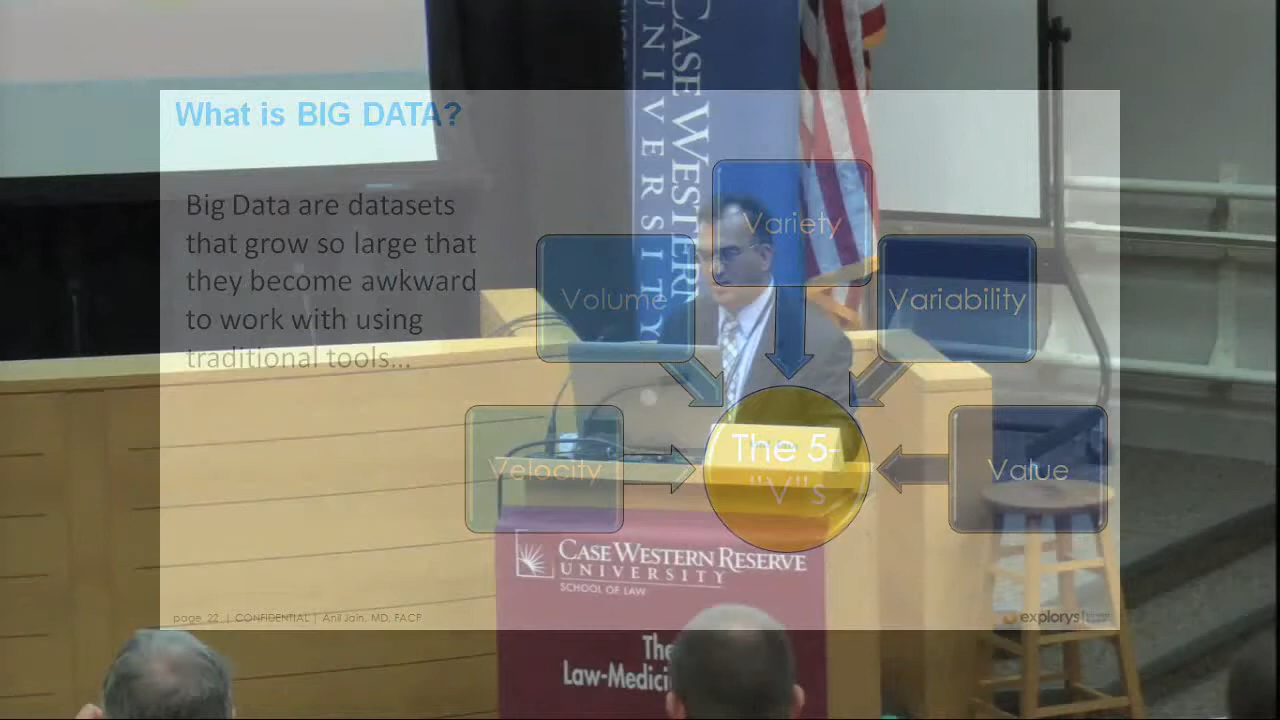 What is BIG DATA?
Big Data are datasets
that grow so large that
they become awkward
to work with using
traditional tools...
Variety
Volume
Variability
Velocity
The 5-
"V"s
Value
page 22 | CONFIDENTIAL | Anil Jain, MD, FACP
explorys
CASE WESTERN
UNIVERSITY
CASE WESTERN RESERVE
UNIVERSITY
SCHOOL OF LAW
The
Law-Medici